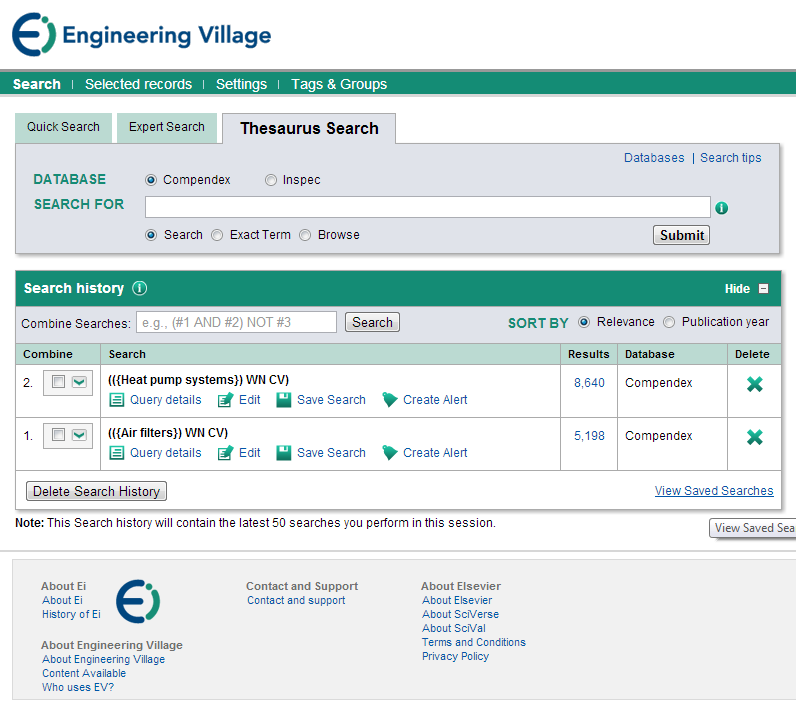 Ei Engineering Village
Search | Selected records | Settings | Tags & Groups
Quick Search Expert Search Thesaurus Search
Databases | Search tips
DATABASE Compendex Inspec
SEARCH FOR
i
Search Exact Term Browse Submit
Search history i Hide
Combine Searches: e.g., (#1 AND #2) NOT #3 Search SORT BY Relevance Publication year
Combine Search Results Database Delete
2. (({Heat pump systems}) WN CV) 8,640 Compendex
Query details Edit Save Search Create Alert
1. (({Air filters}) WN CV) 5,198 Compendex
Query details Edit Save Search Create Alert
Delete Search History View Saved Searches
Note: This Search history will contain the latest 50 searches you perform in this session.
View Saved Sea
About Ei
About Ei
History of Ei
Ei
About Engineering Village
About Engineering Village
Content Available
Who uses EV?
Contact and Support
Contact and support
About Elsevier
About Elsevier
About SciVerse
About SciVal
Terms and Conditions
Privacy Policy